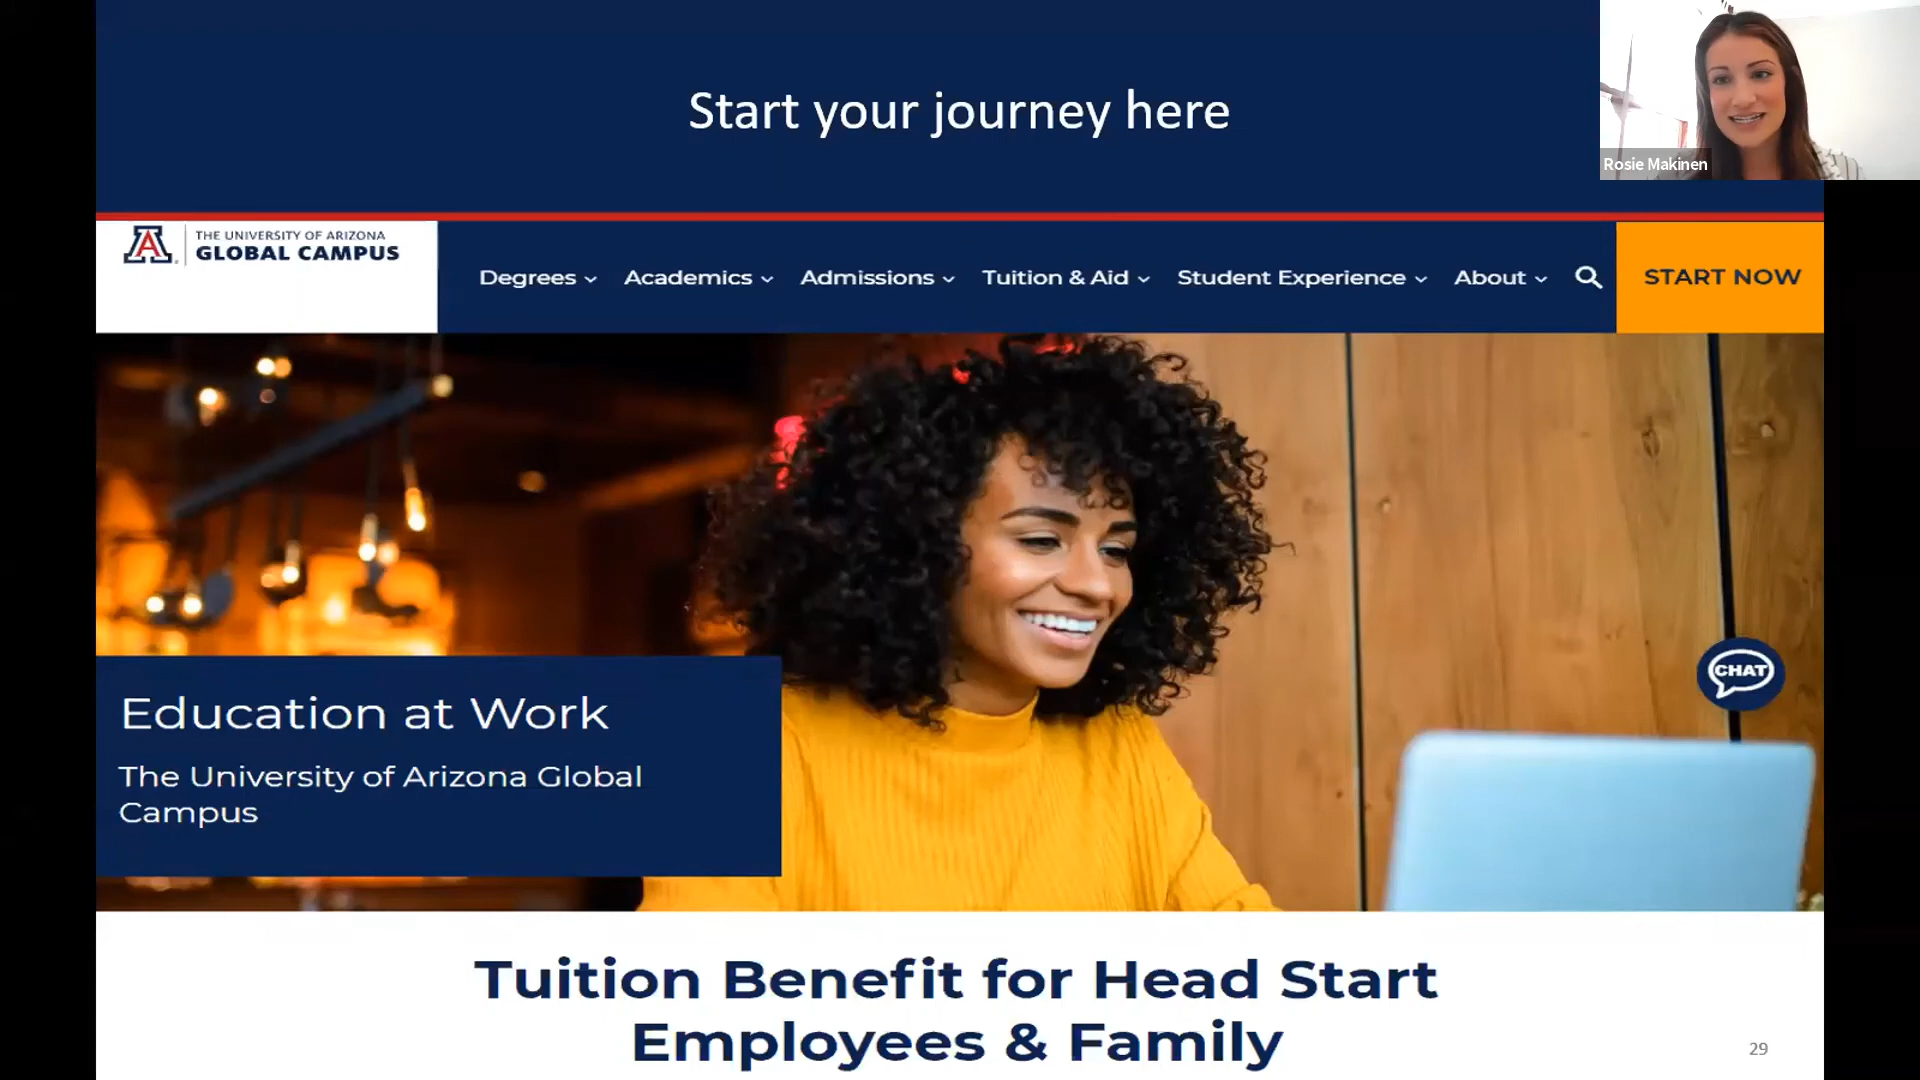 Start your journey here
Rosie Makinen
THE UNIVERSITY OF ARIZONA
GLOBAL CAMPUS
Degrees Academics Admissions Tuition & Aid Student Experience About START NOW
CHAT
Education at Work
The University of Arizona Global
Campus
Tuition Benefit for Head Start
Employees & Family
29